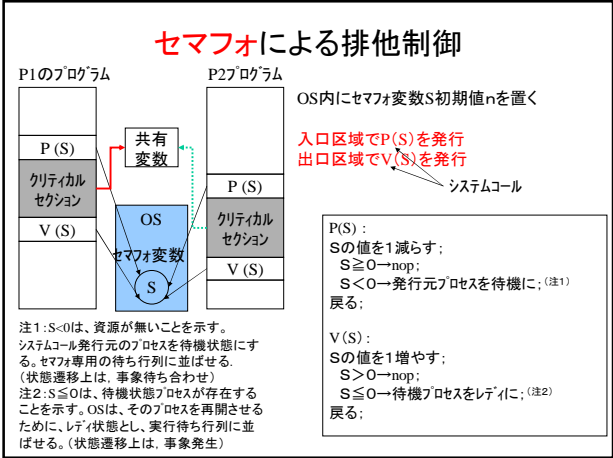 セマフォによる排他制御
P1のプログラム
P2プログラム
P (S)
クリティカル
セクション
V (S)
共有
変数
OS
セマフォ変数
S
P (S)
クリティカル
セクション
V (S)
OS内にセマフォ変数S初期値nを置く
入口区域でP(S)を発行
出口区域でV(S)を発行
システムコール
P(S) :
Sの値を1減らす;
S≧0→nop;
S<0→発行元プロセスを待機に;(注1)
戻る;
V(S) :
Sの値を1増やす;
S>0→nop;
S≦0→待機プロセスをレディに;(注2)
戻る;
注1:S<0は、資源が無いことを示す。
システムコール発行元のプロセスを待機状態にす
る。セマフォ専用の待ち行列に並ばせる.
(状態遷移上は, 事象待ち合わせ)
注2:S≦0は、待機状態プロセスが存在する
ことを示す。OSは、そのプロセスを再開させる
ために、レディ状態とし、実行待ち行列に並
ばせる。(状態遷移上は, 事象発生)